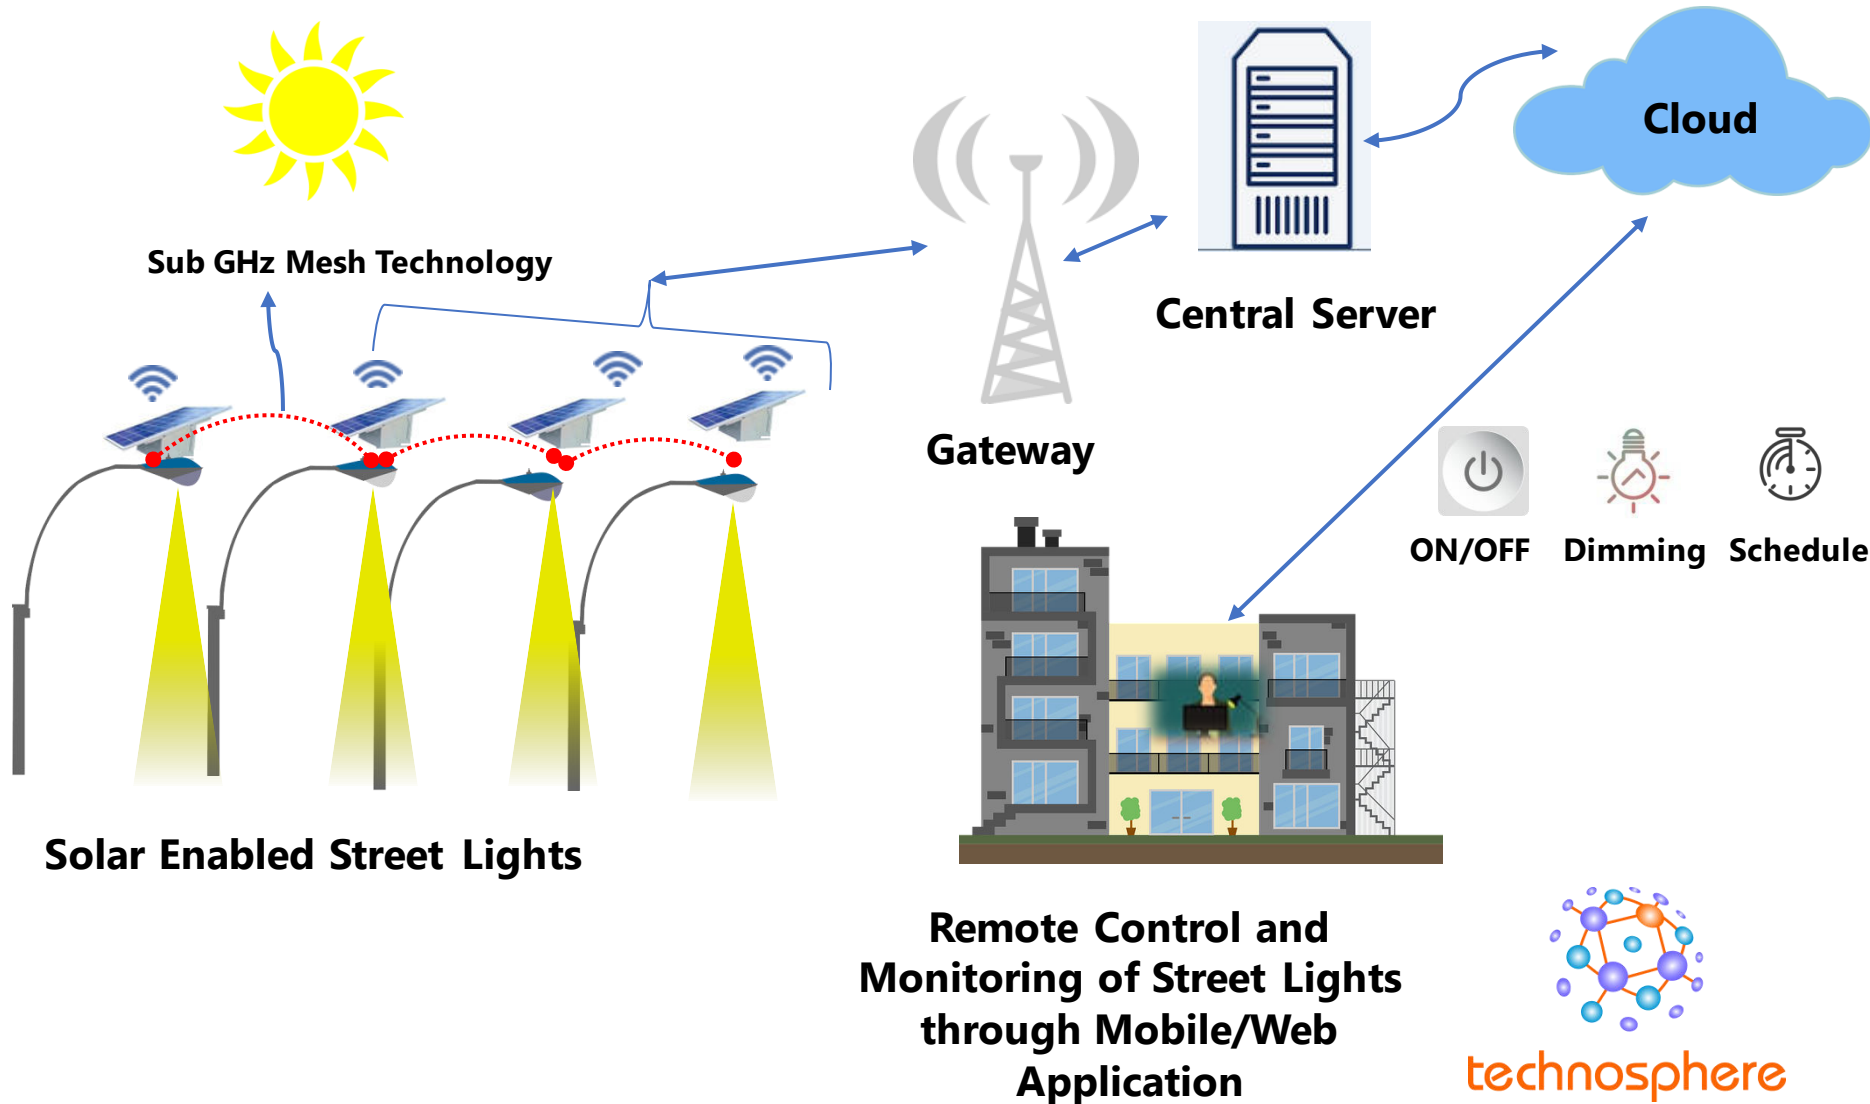 Cloud
Sub GHz Mesh Technology
Central Server
Gateway
ON/OFF
Dimming
Schedule
Solar Enabled Street Lights
Remote Control and
Monitoring of Street Lights
through Mobile/Web
Application
technosphere